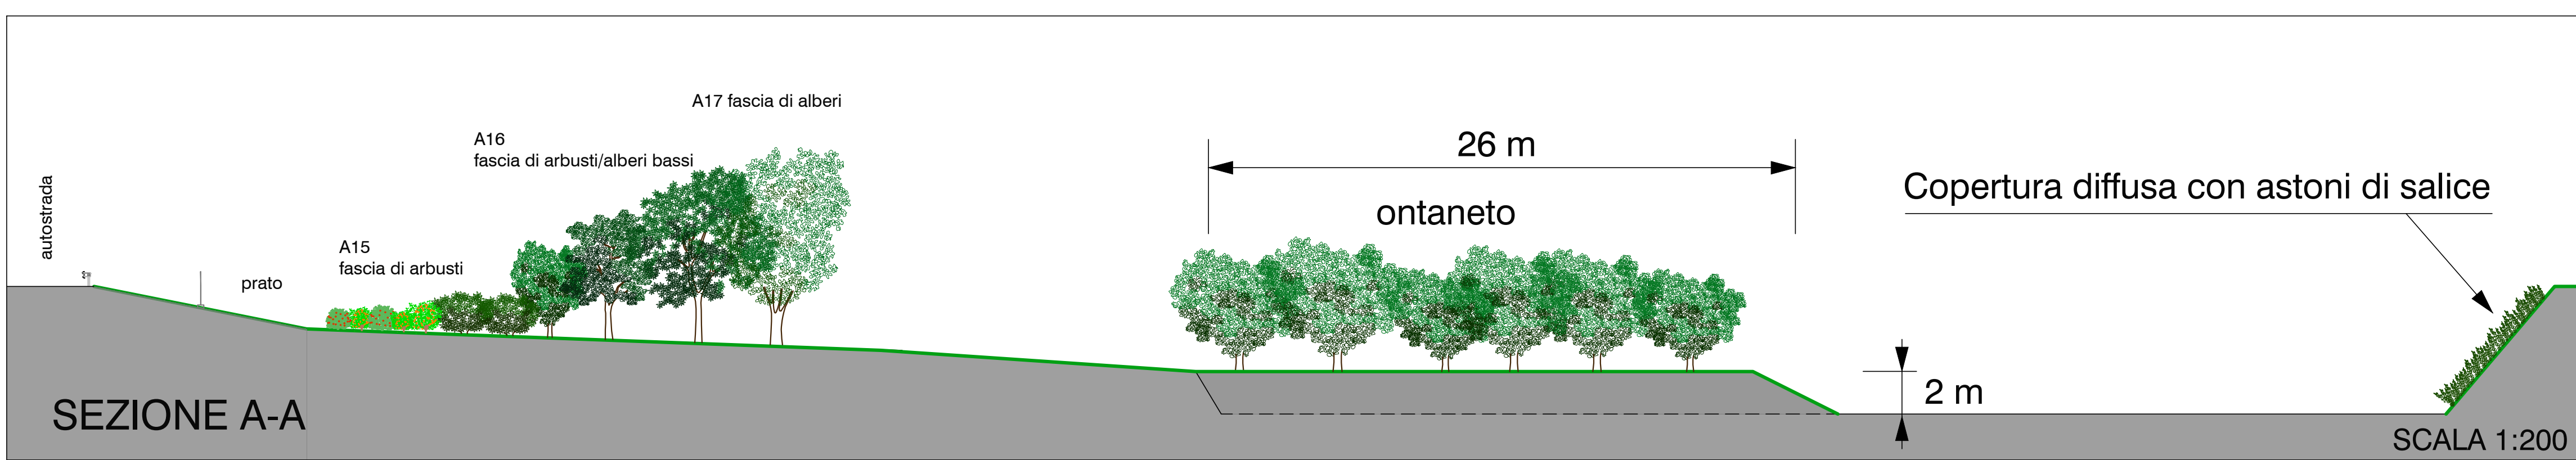 autostrada
prato
A15
fascia di arbusti
A16
fascia di arbusti/alberi bassi
A17 fascia di alberi
26 m
ontaneto
Copertura diffusa con astoni di salice
2 m
SEZIONE A-A
SCALA 1:200